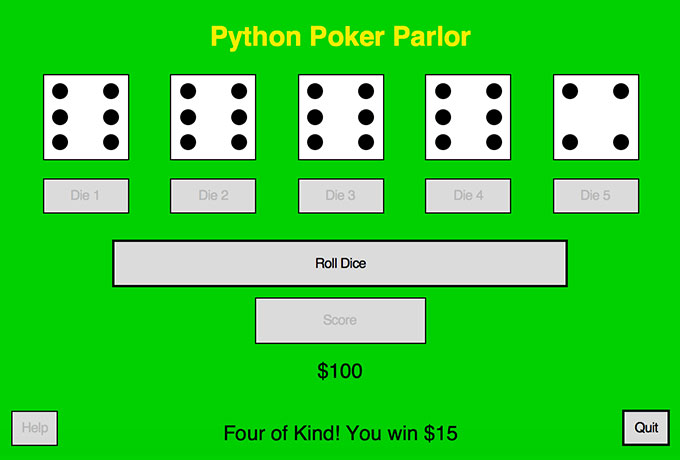 Python Poker Parlor
Die 1 Die 2 Die 3 Die 4 Die 5
Roll Dice
Score
$100
Help
Four of Kind! You win $15
Quit